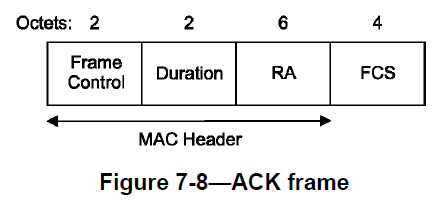 Octets: 2 2 6 4
Frame Control Duration RA FCS
MAC Header
Figure 7-8—ACK frame